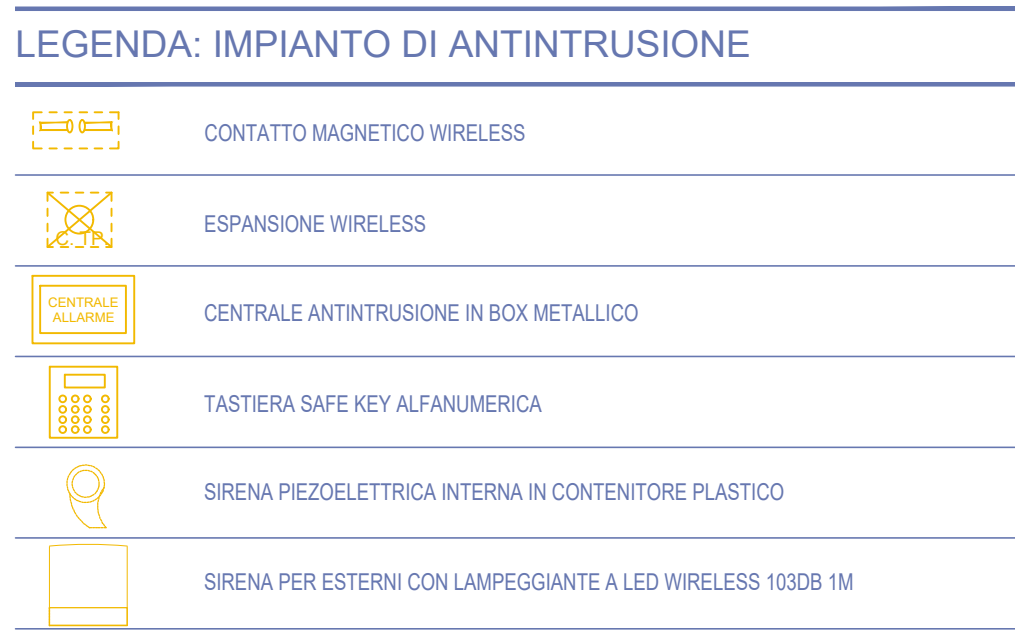 LEGENDA: IMPIANTO DI ANTINTRUSIONE
CONTATTO MAGNETICO WIRELESS
C. TP.
ESPANSIONE WIRELESS
CENTRALE
ALLARME
CENTRALE ANTINTRUSIONE IN BOX METALLICO
TASTIERA SAFE KEY ALFANUMERICA
SIRENA PIEZOELETTRICA INTERNA IN CONTENITORE PLASTICO
SIRENA PER ESTERNI CON LAMPEGGIANTE A LED WIRELESS 103DB 1M